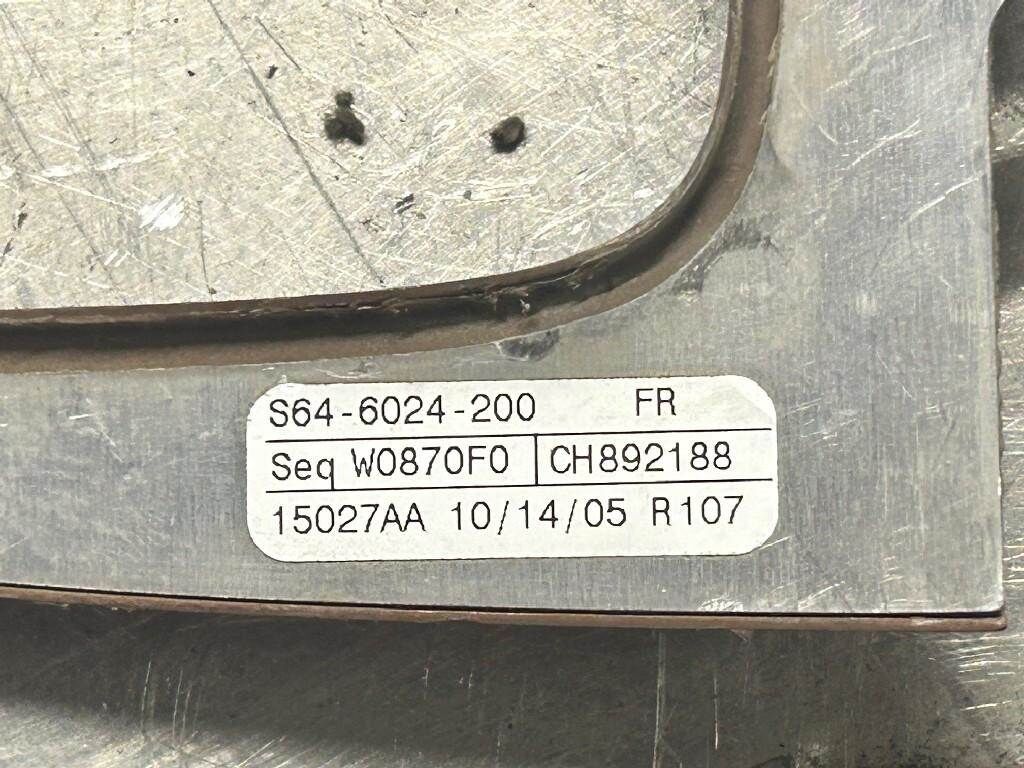 S64-6024-200 FR
Seq W0870F0 CH892188
15027AA 10/14/05 R107